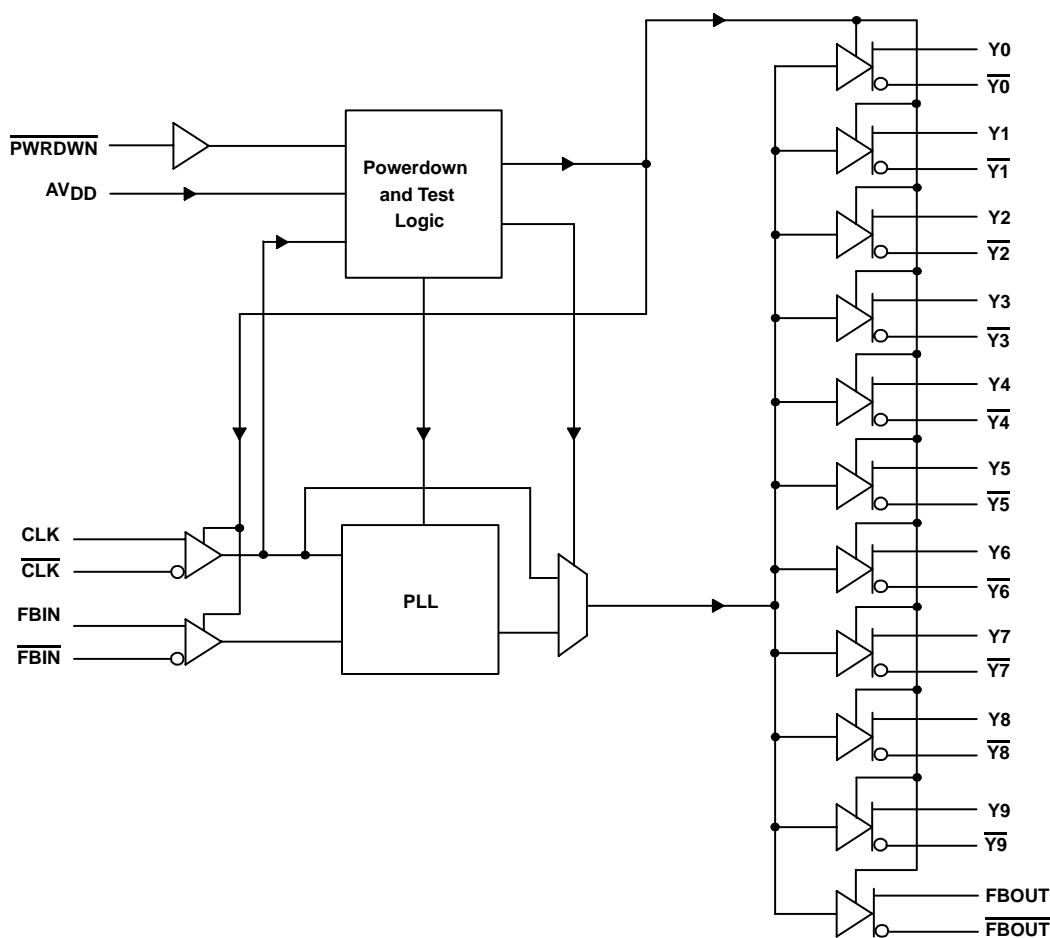 Y0
Y0
PWRDWN
Y1
Powerdown
and Test
Logic
Y1
AVDD
Y2
Y2
Y3
Y3
Y4
Y4
Y5
Y5
CLK
CLK
Y6
Y6
PLL
FBIN
FBIN
Y7
Y7
Y8
Y8
Y9
Y9
FBOUT
FBOUT